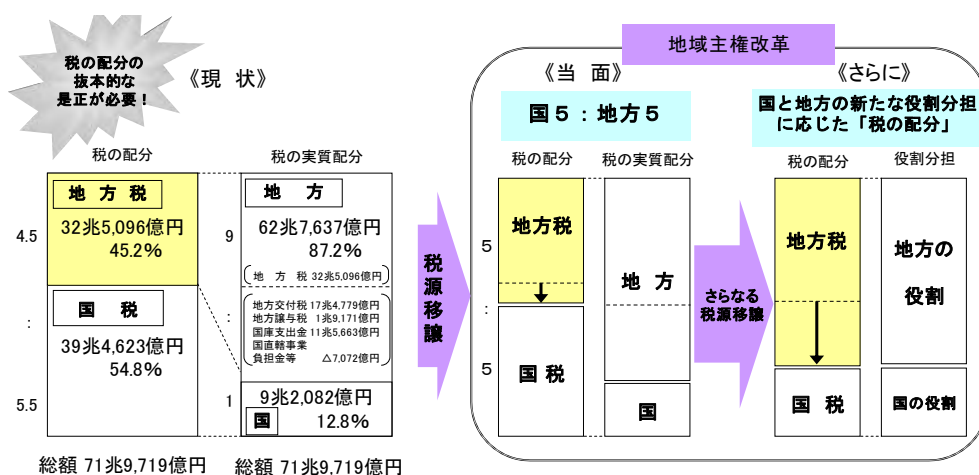 税の配分の
抜本的な
是正が必要！
《現 状》
税の配分
税の実質配分
4.5
:
5.5
地 方 税
32兆5,096億円
45.2%
国 税
39兆4,623億円
54.8%
総額 71兆9,719億円
9
:
1
地 方
62兆7,637億円
87.2%
地 方 税 32兆5,096億円
地方交付税 17兆4,779億円
地方譲与税 1兆9,171億円
国庫支出金 11兆5,663億円
国直轄事業
負担金等 △7,072億円
9兆2,082億円
国
12.8%
総額 71兆9,719億円
税源移譲
地域主権改革
《当 面》
国５：地方５
税の配分
税の実質配分
5
:
5
地方税
国 税
地 方
国
さらなる
税源移譲
《さらに》
国と地方の新たな役割分担
に応じた「税の配分」
税の配分
役割分担
地方税
国 税
地方の
役割
国の役割